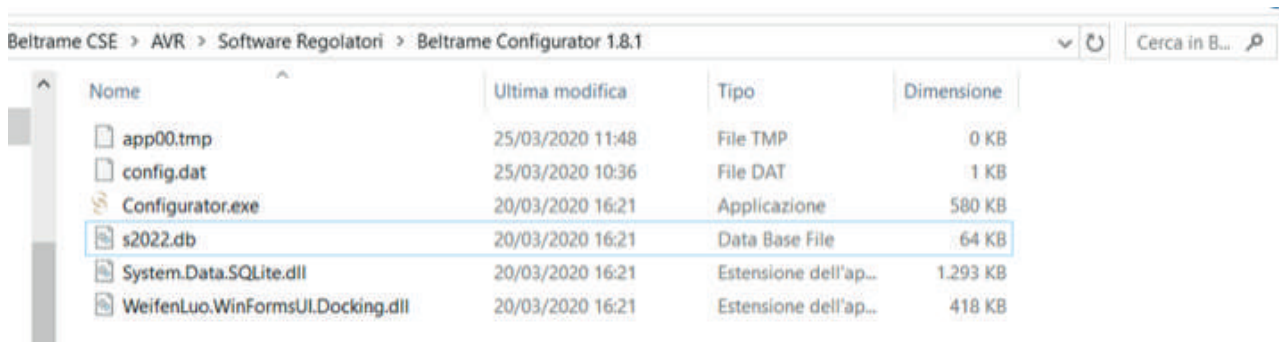 Beltrame CSE > AVR > Software Regolatori > Beltrame Configurator 1.8.1 Cerca in B...
Nome Ultima modifica Tipo Dimensione
app00.tmp 25/03/2020 11:48 File TMP 0 KB
config.dat 25/03/2020 10:36 File DAT 1 KB
Configurator.exe 20/03/2020 16:21 Applicazione 580 KB
s2022.db 20/03/2020 16:21 Data Base File 64 KB
System.Data.SQLite.dll 20/03/2020 16:21 Estensione dell'ap... 1.293 KB
WeifenLuo.WinFormsUI.Docking.dll 20/03/2020 16:21 Estensione dell'ap... 418 KB